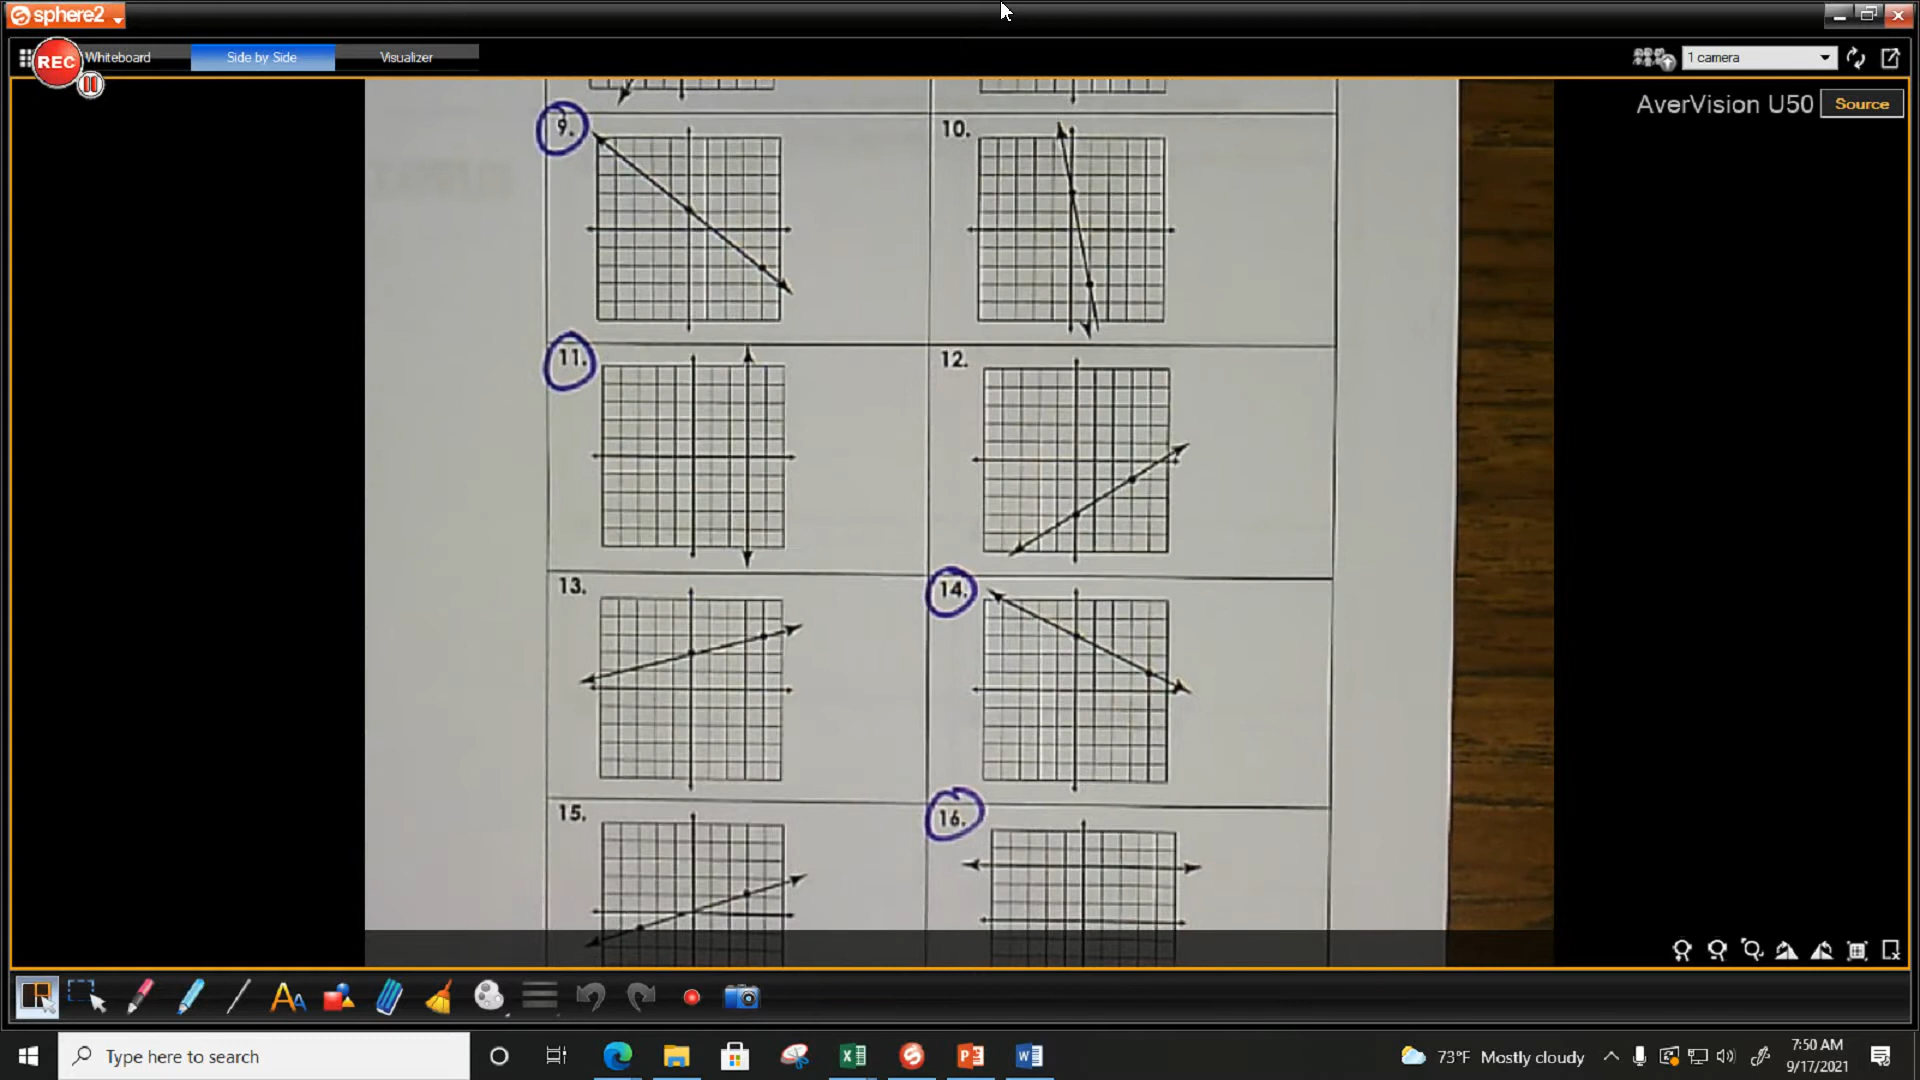 sphere2
REC
Whiteboard
Side by Side
Visualizer
1 camera
AverVision U50
Source
9.
10.
11.
12.
13.
14.
15.
16.
Type here to search
73°F Mostly cloudy
7:50 AM
9/17/2021